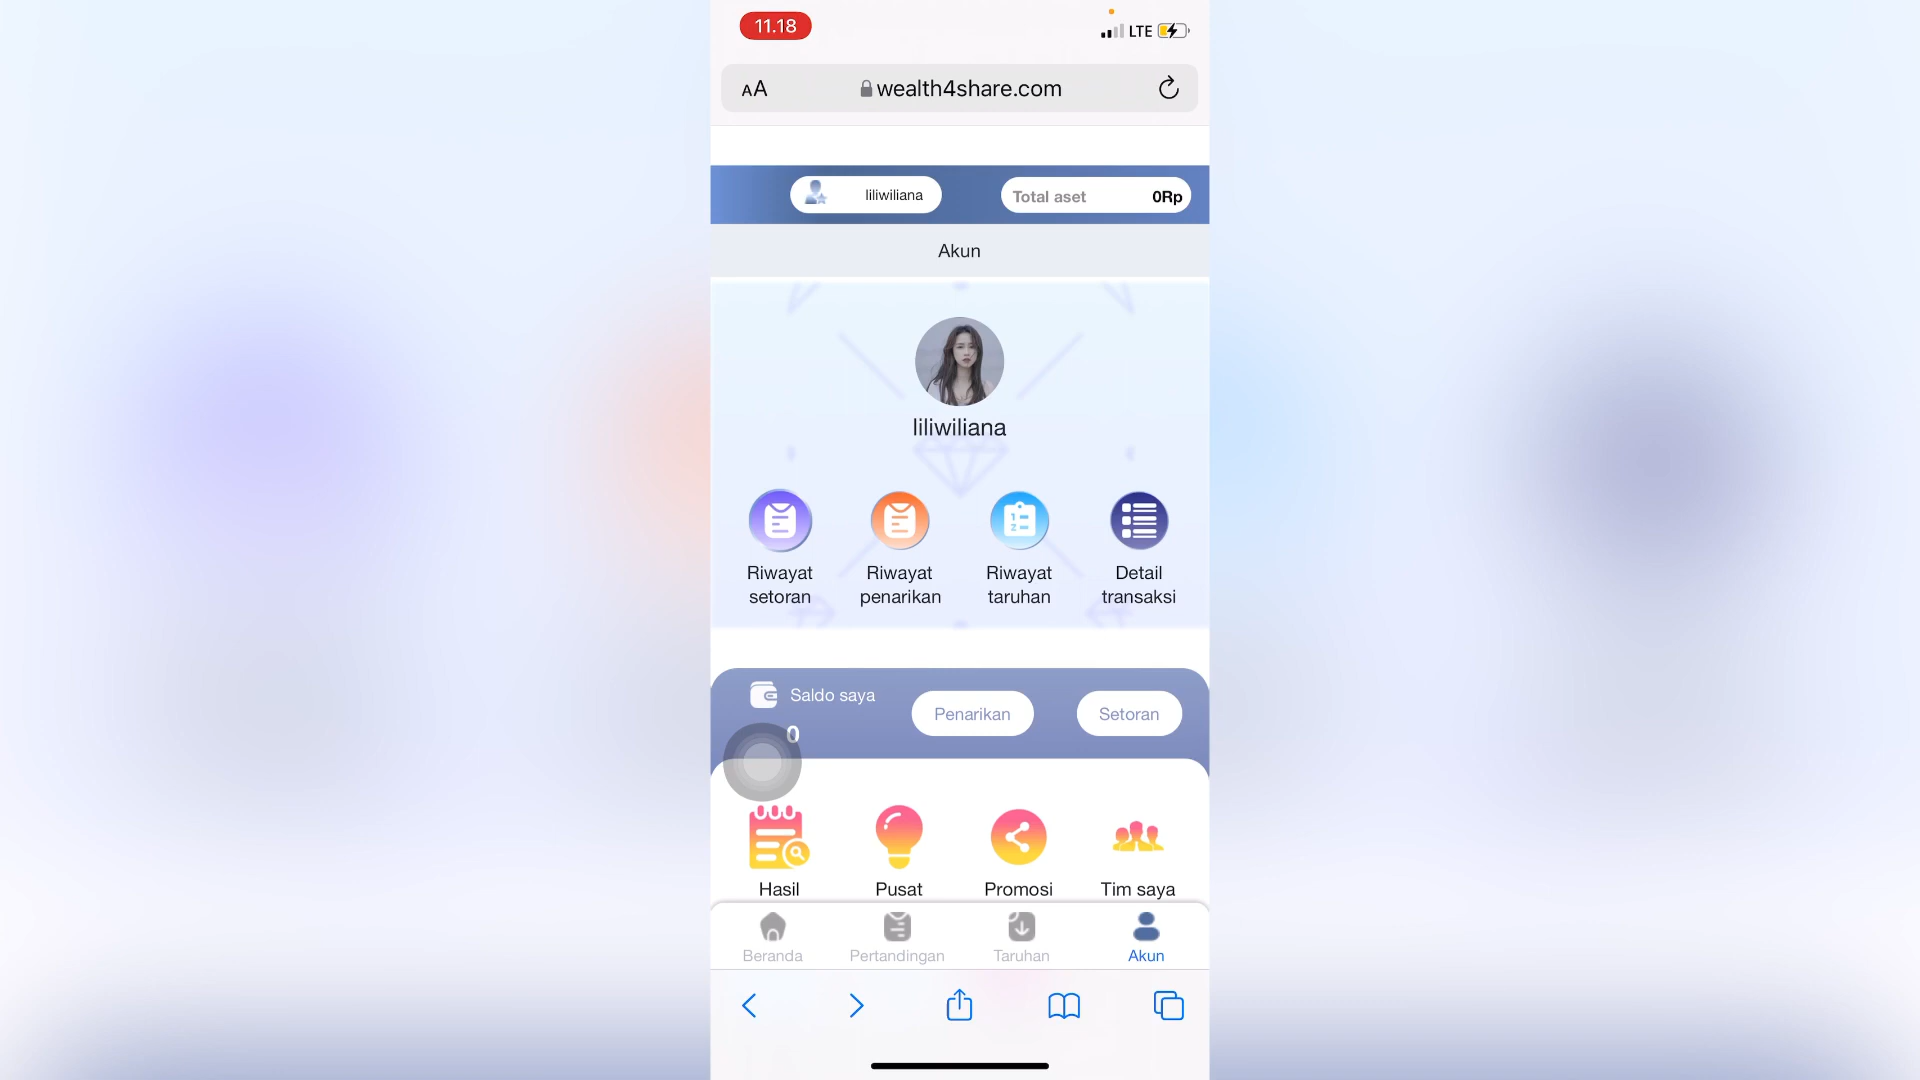 11.18
LTE
AA
wealth4share.com
liliwiliana
Total aset
0Rp
Akun
liliwiliana
Riwayat setoran
Riwayat penarikan
Riwayat taruhan
Detail transaksi
Saldo saya
0
Penarikan
Setoran
Hasil
Pusat
Promosi
Tim saya
Beranda
Pertandingan
Taruhan
Akun